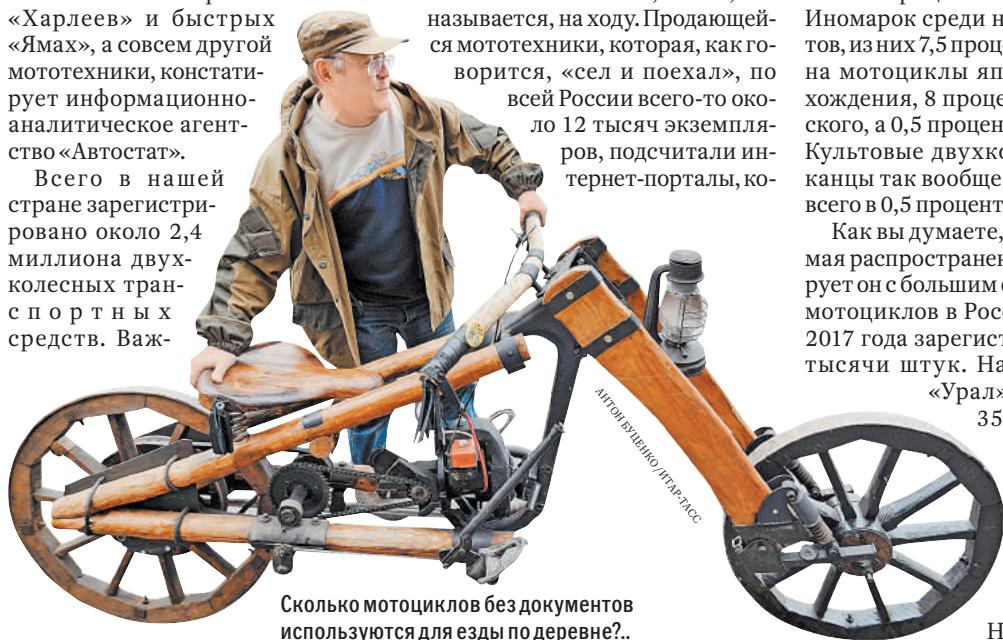 «Харлеев» и быстрых
«Ямах», а совсем другой
мототехники, констати-
рует информационно-
аналитическое агент-
ство «Автостат».
Всего в нашей
стране зарегистри-
ровано около 2,4
миллиона двух-
колесных тран-
спортных
средств. Важ-
называется, на ходу. Продающей-
ся мототехники, которая, как го-
ворится, «сел и поехал», по
всей России всего-то око-
ло 12 тысяч экземпля-
ров, подсчитали ин-
тернет-порталы, ко-
Иномарок среди н
тов, из них 7,5 проце
на мотоциклы яп
хождения, 8 проце
ского, а 0,5 процен
Культовые двухко
канцы так вообще
всего в 0,5 процент
Как вы думаете,
мая распространен
рует он с большим о
мотоциклов в Росс
2017 года зарегист
тысячи штук. На
«Урал»
35
Н
АНТОН БУЦЕНКО / ИТАР-ТАСС
Сколько мотоциклов без документов
используются для езды по деревне?..